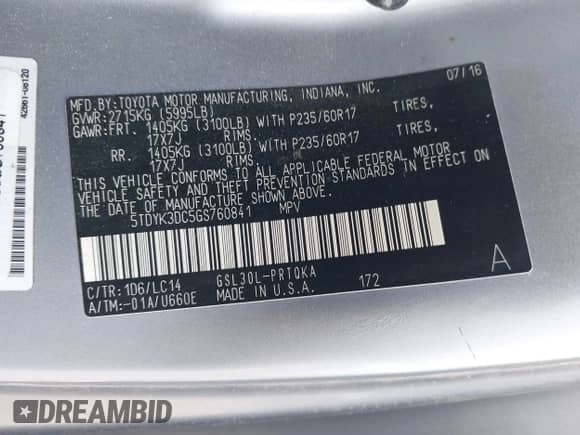 42861-08120
MFD.BY: TOYOTA MOTOR MANUFACTURING, INDIANA, INC. 07/16
GVWR: 2715KG (5995LB)
GAWR: FRT. 1405KG (3100LB) WITH P235/60R17 TIRES,
17X7J RIMS.
RR. 1405KG (3100LB) WITH P235/60R17 TIRES,
17X7J RIMS.
THIS VEHICLE CONFORMS TO ALL APPLICABLE FEDERAL MOTOR
VEHICLE SAFETY AND THEFT PREVENTION STANDARDS IN EFFECT ON
THE DATE OF MANUFACTURE SHOWN ABOVE.
5TDYK3DC5GS760841 MPV
C/TR: 1D6/LC14 GSL30L-PRTQKA
A/TM: -01A/U660E MADE IN U.S.A. 172 A
DREAMBID